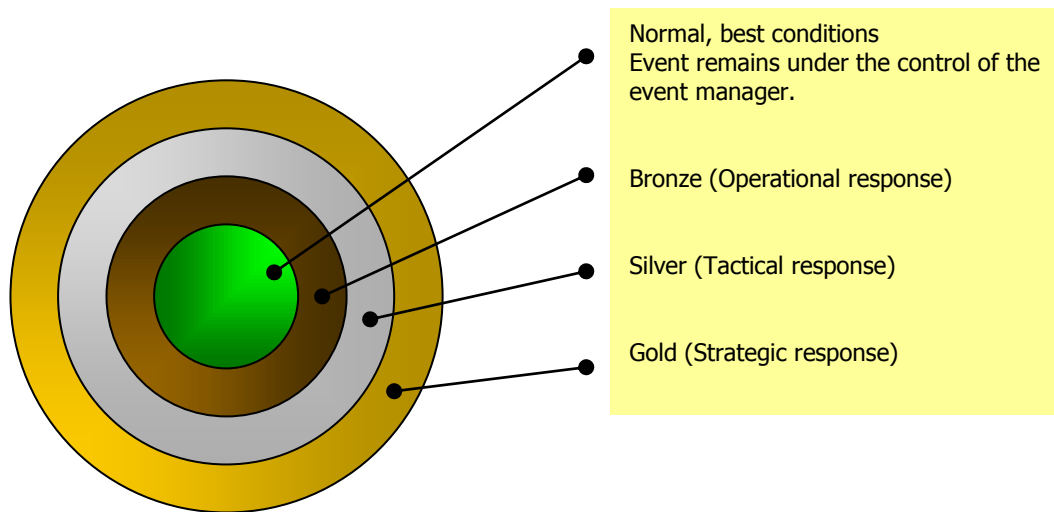 Normal, best conditions
Event remains under the control of the
event manager.
Bronze (Operational response)
Silver (Tactical response)
Gold (Strategic response)